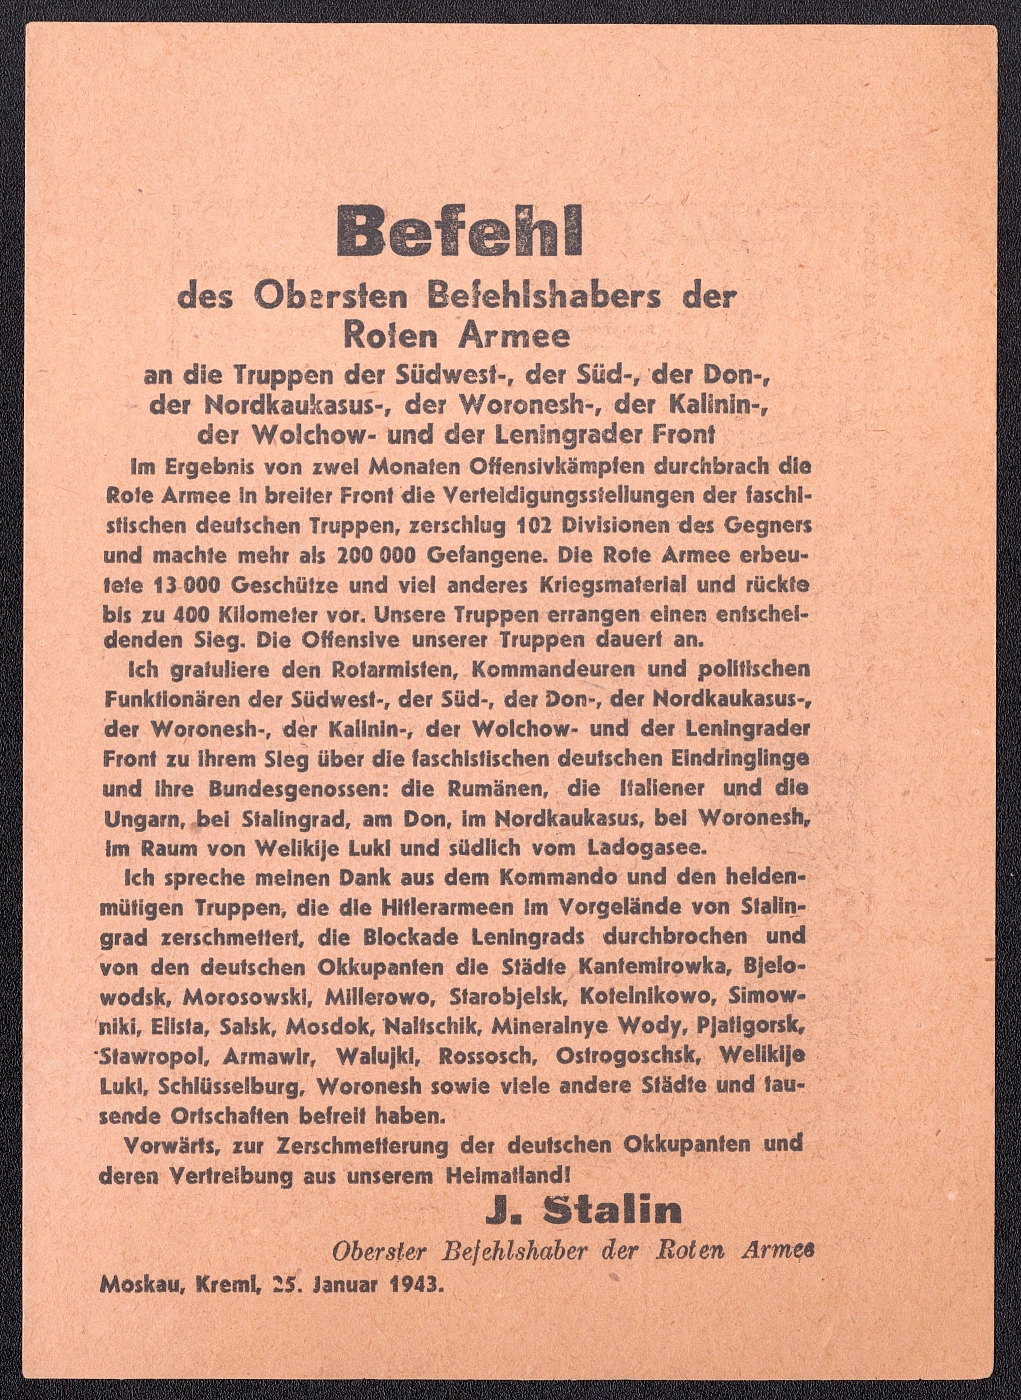 Befehl
des Obersten Befehlshabers der
Roten Armee
an die Truppen der Südwest-, der Süd-, der Don-,
der Nordkaukasus-, der Woronesh-, der Kalinin-,
der Wolchow- und der Leningrader Front
Im Ergebnis von zwei Monaten Offensivkämpfen durchbrach die
Rote Armee in breiter Front die Verteidigungsstellungen der faschi-
stischen deutschen Truppen, zerschlug 102 Divisionen des Gegners
und machte mehr als 200 000 Gefangene. Die Rote Armee erbeu-
tete 13 000 Geschütze und viel anderes Kriegsmaterial und rückte
bis zu 400 Kilometer vor. Unsere Truppen errangen einen entschei-
denden Sieg. Die Offensive unserer Truppen dauert an.
Ich gratuliere den Rotarmisten, Kommandeuren und politischen
Funktionären der Südwest-, der Süd-, der Don-, der Nordkaukasus-,
der Woronesh-, der Kalinin-, der Wolchow- und der Leningrader
Front zu ihrem Sieg über die faschistischen deutschen Eindringlinge
und ihre Bundesgenossen: die Rumänen, die Italiener und die
Ungarn, bei Stalingrad, am Don, im Nordkaukasus, bei Woronesh,
im Raum von Welikije Luki und südlich vom Ladogasee.
Ich spreche meinen Dank aus dem Kommando und den helden-
mütigen Truppen, die die Hitlerarmeen im Vorgelände von Stalin-
grad zerschmettert, die Blockade Leningrads durchbrochen und
von den deutschen Okkupanten die Städte Kantemirowka, Bjelo-
wodsk, Morosowski, Millerowo, Starobjelsk, Kotelnikowo, Simow-
niki, Elista, Salsk, Mosdok, Naltschik, Mineralnye Wody, Pjatigorsk,
Stawropol, Armawir, Walujki, Rossosch, Ostrogoschsk, Welikije
Luki, Schlüsselburg, Woronesh sowie viele andere Städte und tau-
sende Ortschaften befreit haben.
Vorwärts, zur Zerschmetterung der deutschen Okkupanten und
deren Vertreibung aus unserem Heimatland!
J. Stalin
Oberster Befehlshaber der Roten Armee
Moskau, Kreml, 25. Januar 1943.